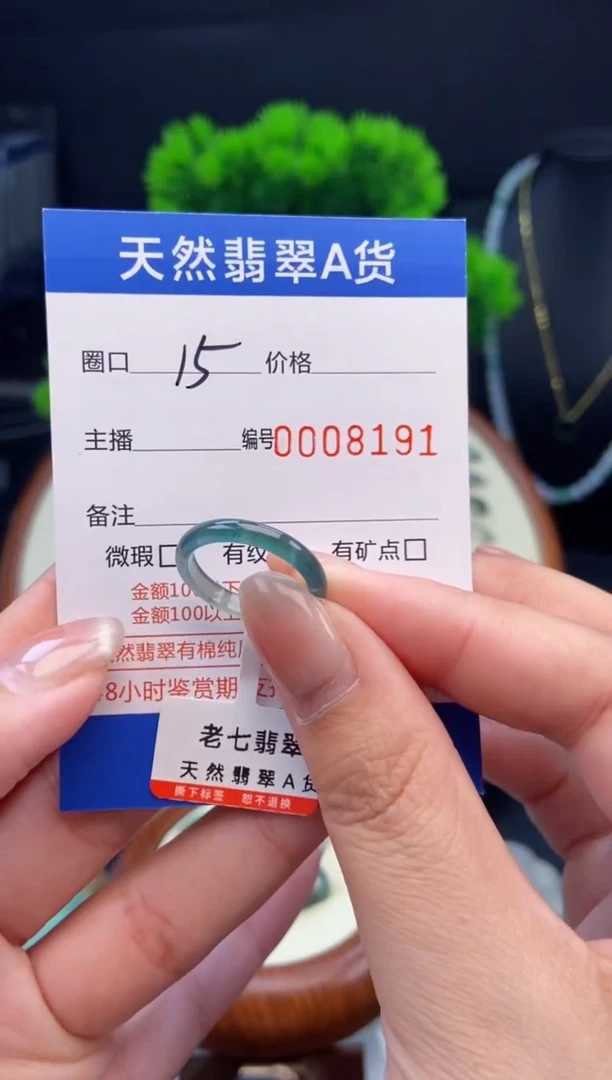 天然翡翠A货
圈口 15 价格
主播 编号0008191
备注
微瑕 有纹 有矿点
金额10 下
金额100以上
然翡翠有棉纯
8小时鉴赏期
老七翡翠
天然翡翠A货
撕下标签 恕不退换